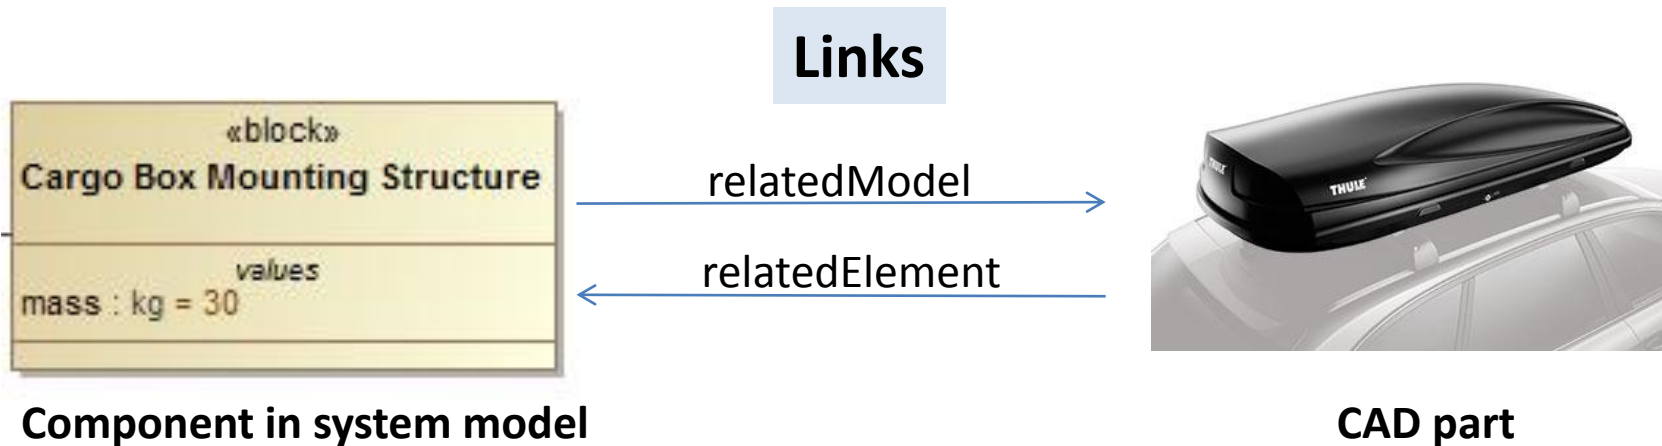 Links
«block»
Cargo Box Mounting Structure
values
mass : kg = 30
relatedModel
relatedElement
THULE
THULE
Component in system model
CAD part